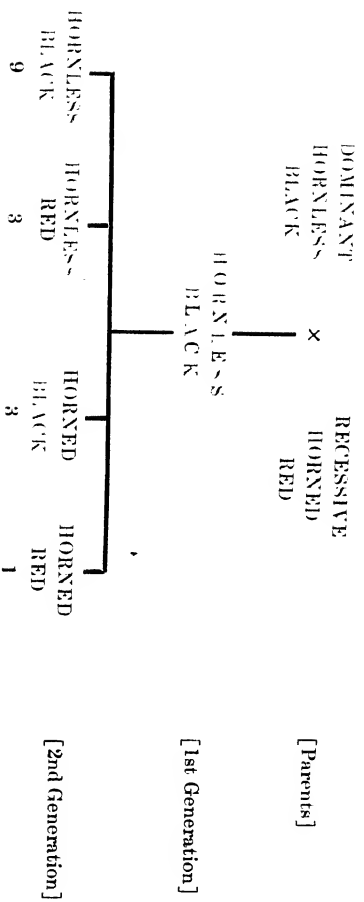 DOMINANT
HORNLESS
BLACK
×
RECESSIVE
HORNED
RED
[Parents]
HORNLESS
BLACK
[1st Generation]
HORNLESS
BLACK
9
HORNLESS
RED
3
HORNED
BLACK
3
HORNED
RED
1
[2nd Generation]